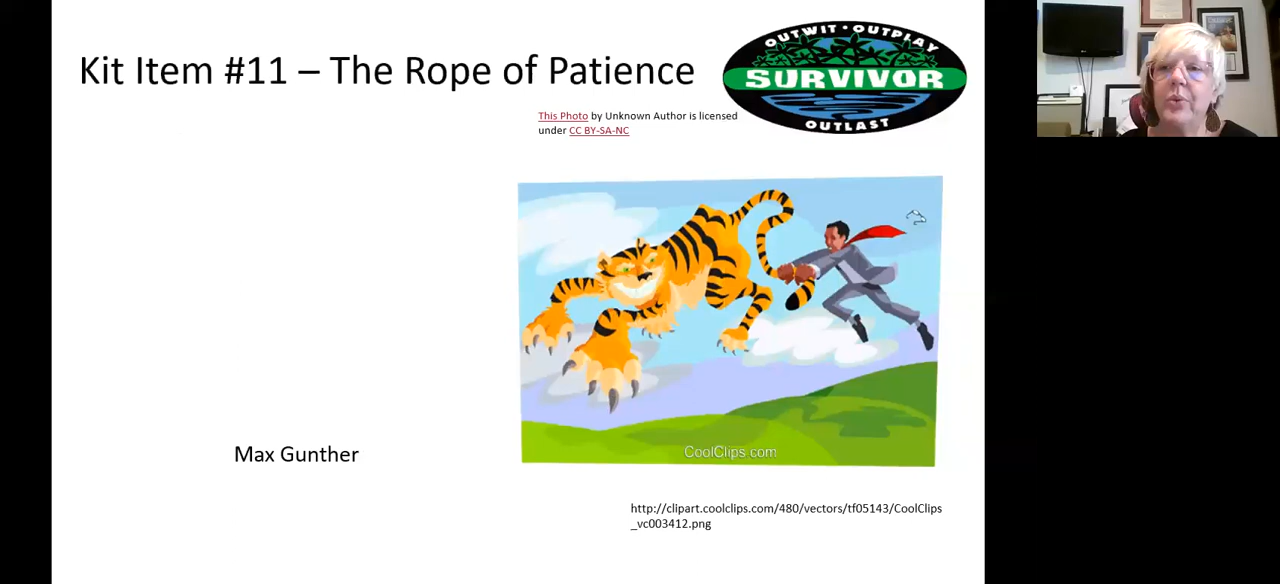 Kit Item #11 – The Rope of Patience
OUTWIT · OUTPLAY
SURVIVOR
OUTLAST
This Photo by Unknown Author is licensed
under CC BY-SA-NC
CoolClips.com
Max Gunther
http://clipart.coolclips.com/480/vectors/tf05143/CoolClips
_vc003412.png